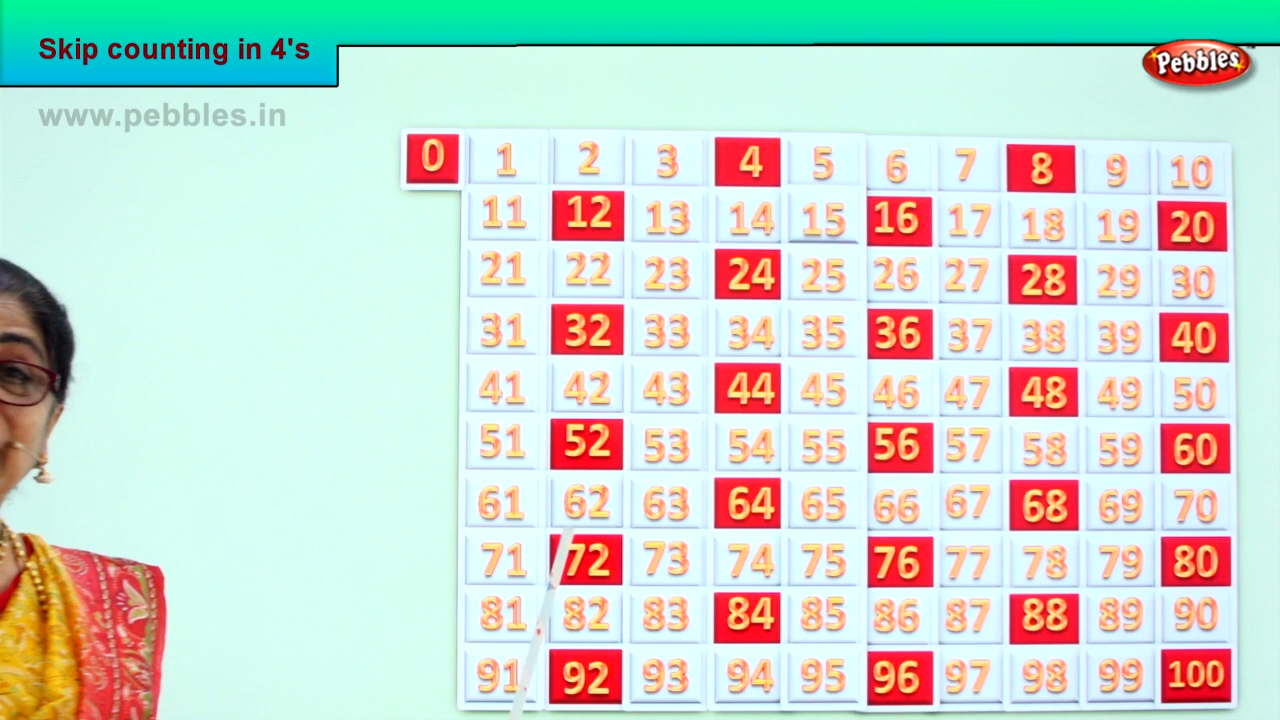 Skip counting in 4's
Pebbles
www.pebbles.in
0 1 2 3 4 5 6 7 8 9 10
11 12 13 14 15 16 17 18 19 20
21 22 23 24 25 26 27 28 29 30
31 32 33 34 35 36 37 38 39 40
41 42 43 44 45 46 47 48 49 50
51 52 53 54 55 56 57 58 59 60
61 62 63 64 65 66 67 68 69 70
71 72 73 74 75 76 77 78 79 80
81 82 83 84 85 86 87 88 89 90
91 92 93 94 95 96 97 98 99 100